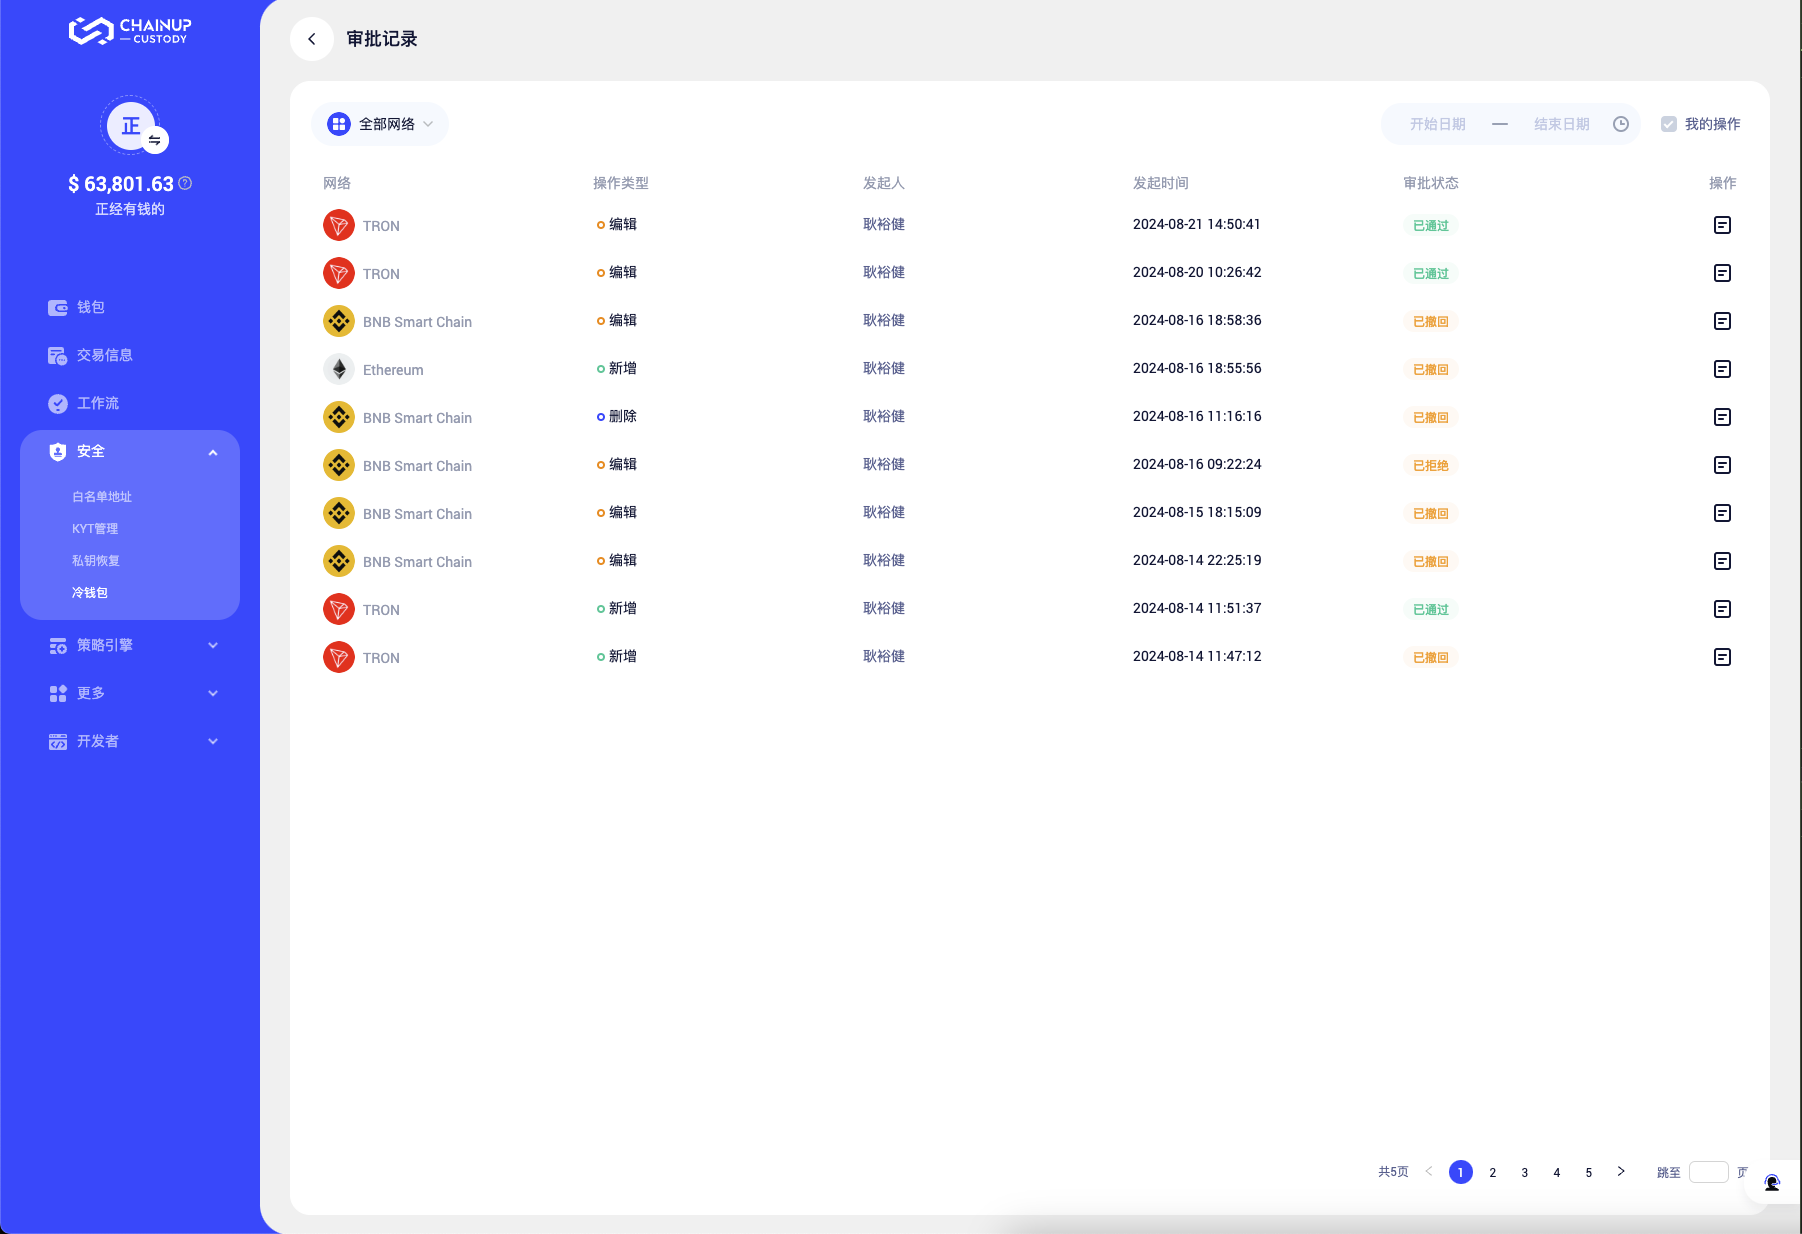 CHAINUP
CUSTODY
正
$ 63,801.63
正经有钱的
钱包
交易信息
工作流
安全
白名单地址
KYT管理
私钥恢复
冷钱包
策略引擎
更多
开发者
审批记录
全部网络
开始日期 — 结束日期 我的操作
网络 操作类型 发起人 发起时间 审批状态 操作
TRON 编辑 耿裕健 2024-08-21 14:50:41 已通过
TRON 编辑 耿裕健 2024-08-20 10:26:42 已通过
BNB Smart Chain 编辑 耿裕健 2024-08-16 18:58:36 已撤回
Ethereum 新增 耿裕健 2024-08-16 18:55:56 已撤回
BNB Smart Chain 删除 耿裕健 2024-08-16 11:16:16 已撤回
BNB Smart Chain 编辑 耿裕健 2024-08-16 09:22:24 已拒绝
BNB Smart Chain 编辑 耿裕健 2024-08-15 18:15:09 已撤回
BNB Smart Chain 编辑 耿裕健 2024-08-14 22:25:19 已撤回
TRON 新增 耿裕健 2024-08-14 11:51:37 已通过
TRON 新增 耿裕健 2024-08-14 11:47:12 已撤回
共5页 < 1 2 3 4 5 > 跳至 页